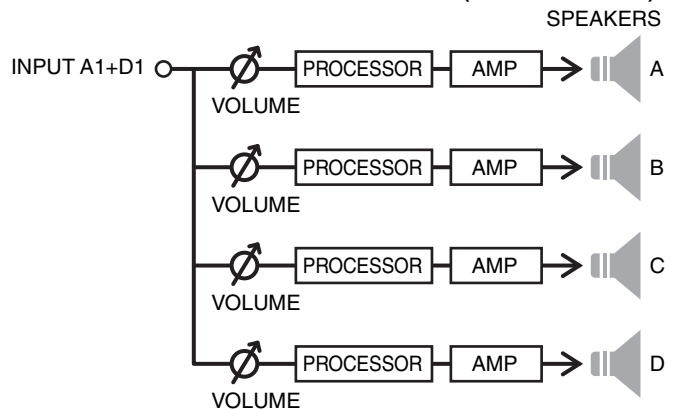 SPEAKERS
INPUT A1+D1 PROCESSOR AMP A
VOLUME
PROCESSOR AMP B
VOLUME
PROCESSOR AMP C
VOLUME
PROCESSOR AMP D
VOLUME